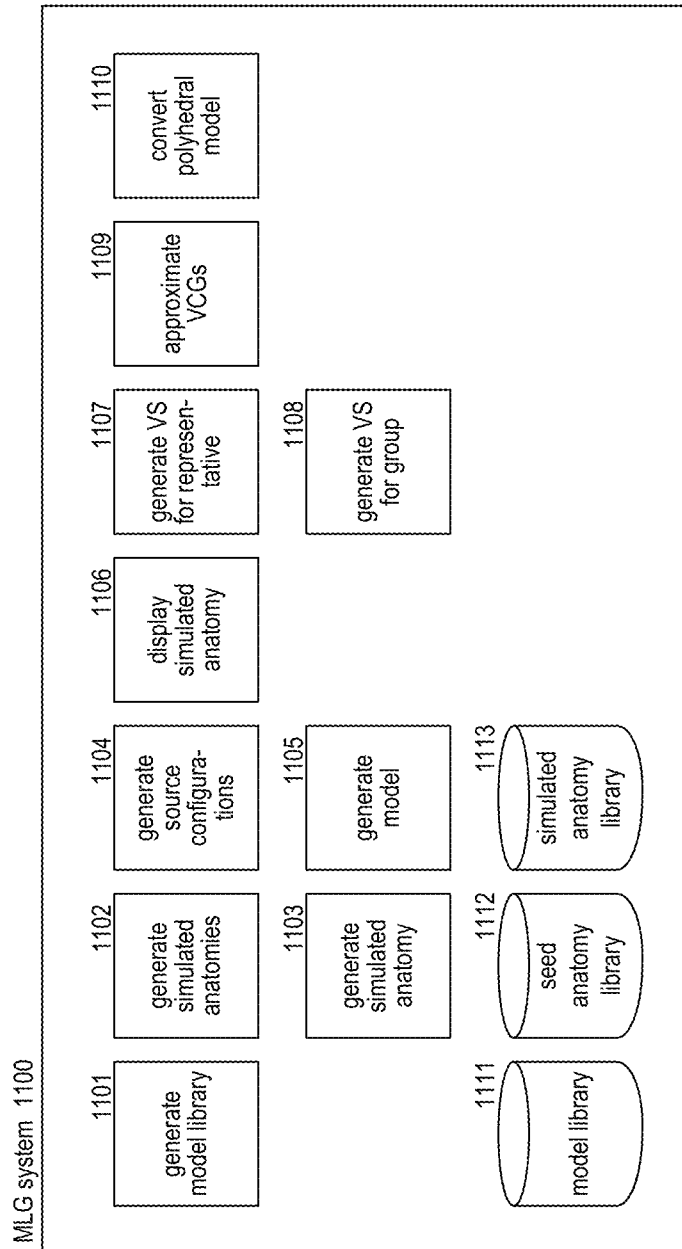 MLG system 1100
1101
generate
model library
1102
generate
simulated
anatomies
1104
generate
source
configura-
tions
1106
display
simulated
anatomy
1107
generate VS
for represen-
tative
1109
approximate
VCGs
1110
convert
polyhedral
model
1103
generate
simulated
anatomy
1105
generate
model
1108
generate VS
for group
1111
model library
1112
seed
anatomy
library
1113
simulated
anatomy
library